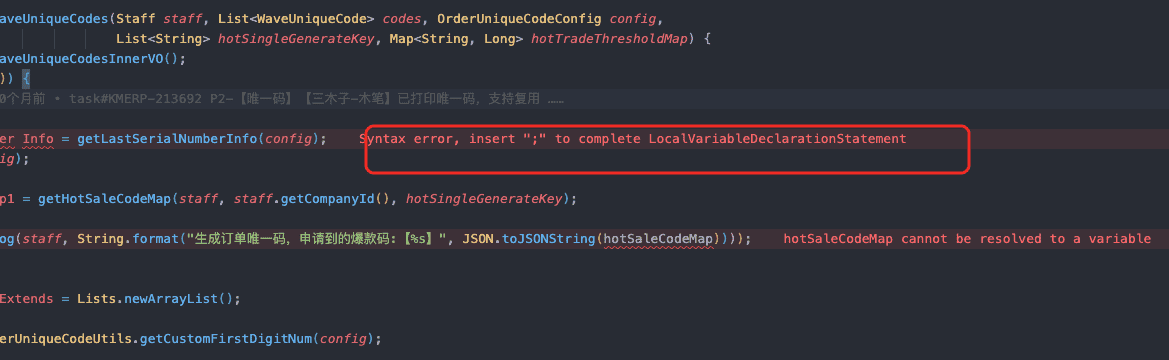 aveUniqueCodes(Staff staff, List<WaveUniqueCode> codes, OrderUniqueCodeConfig config,
List<String> hotSingleGenerateKey, Map<String, Long> hotTradeThresholdMap) {
aveUniqueCodesInnerVO();
)) {
0个月前 • task#KMERP-213692 P2-【唯一码】【三木子-木笔】已打印唯一码，支持复用 ……
er Info = getLastSerialNumberInfo(config); Syntax error, insert ";" to complete LocalVariableDeclarationStatement
ig);
p1 = getHotSaleCodeMap(staff, staff.getCompanyId(), hotSingleGenerateKey);
og(staff, String.format("生成订单唯一码，申请到的爆款码:【%s】", JSON.toJSONString(hotSaleCodeMap)))); hotSaleCodeMap cannot be resolved to a variable
Extends = Lists.newArrayList();
erUniqueCodeUtils.getCustomFirstDigitNum(config);